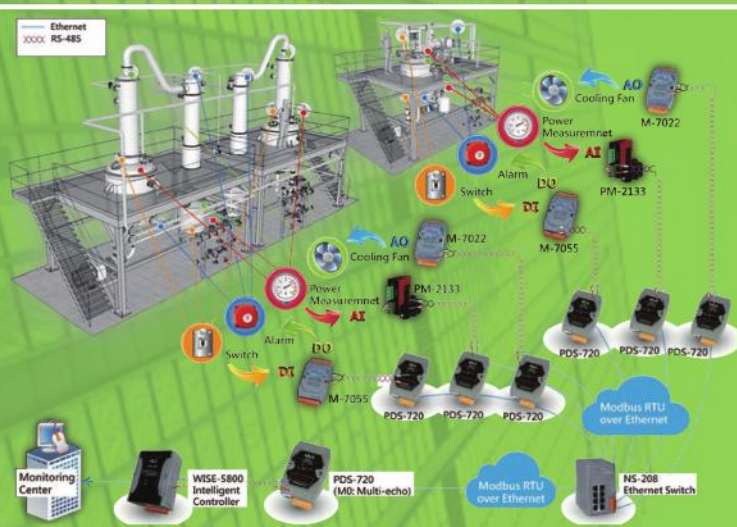 Ethernet
RS-485
AO
Cooling Fan
M-7022
Power
Measuremnet
AI
PM-2133
Alarm
DO
Switch
DI
M-7055
AO
M-7022
Cooling Fan
Power
Measuremnet
AI
PM-2133
Alarm
DO
Switch
DI
M-7055
PDS-720
PDS-720
PDS-720
PDS-720
PDS-720
PDS-720
Modbus RTU
over Ethernet
Monitoring
Center
WISE-5800
Intelligent
Controller
PDS-720
(M0: Multi-echo)
Modbus RTU
over Ethernet
NS-208
Ethernet Switch